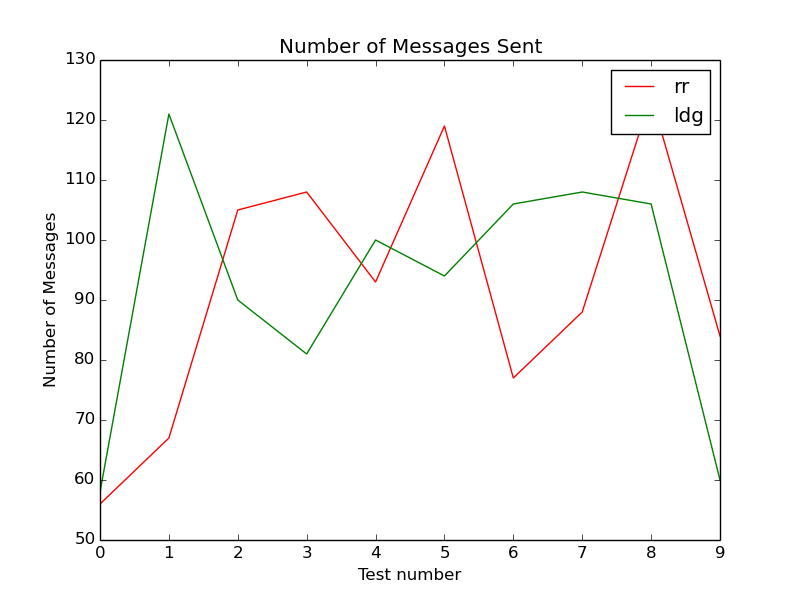 Number of Messages Sent
rr
ldg
130
120
110
100
90
80
70
60
50
Number of Messages
0 1 2 3 4 5 6 7 8 9
Test number